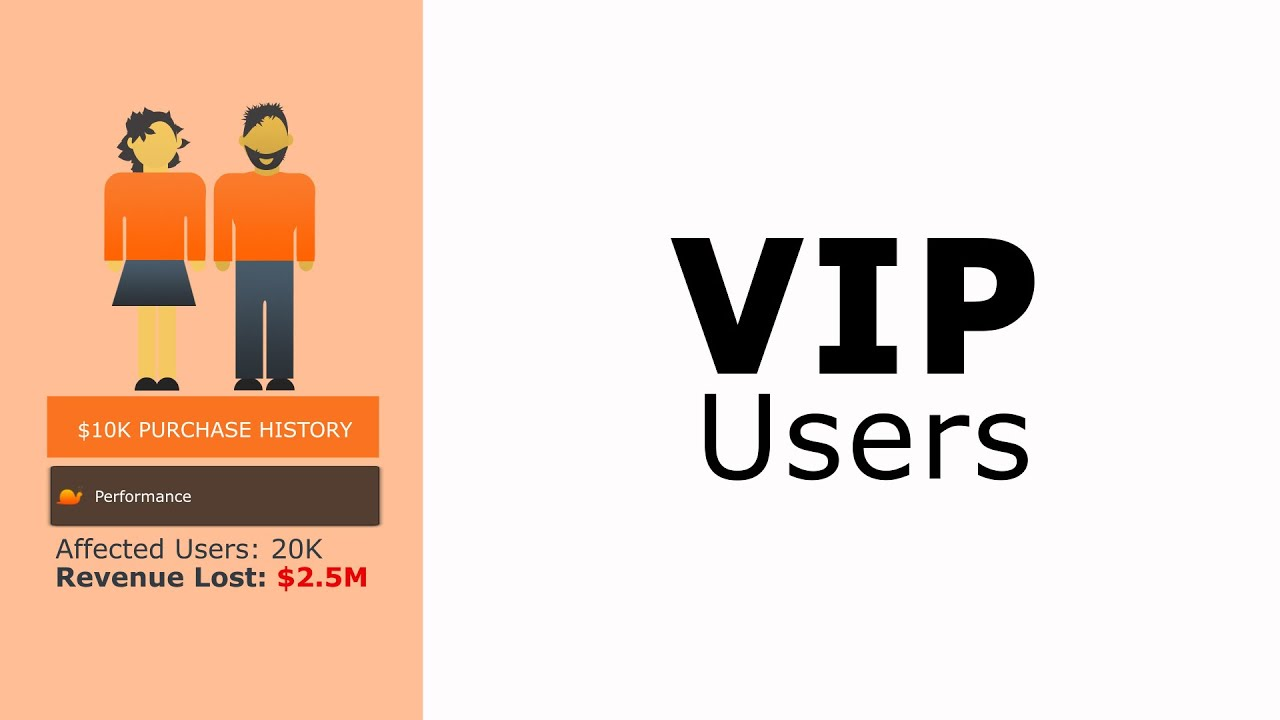 $10K PURCHASE HISTORY
Performance
Affected Users: 20K
Revenue Lost: $2.5M
VIP
Users